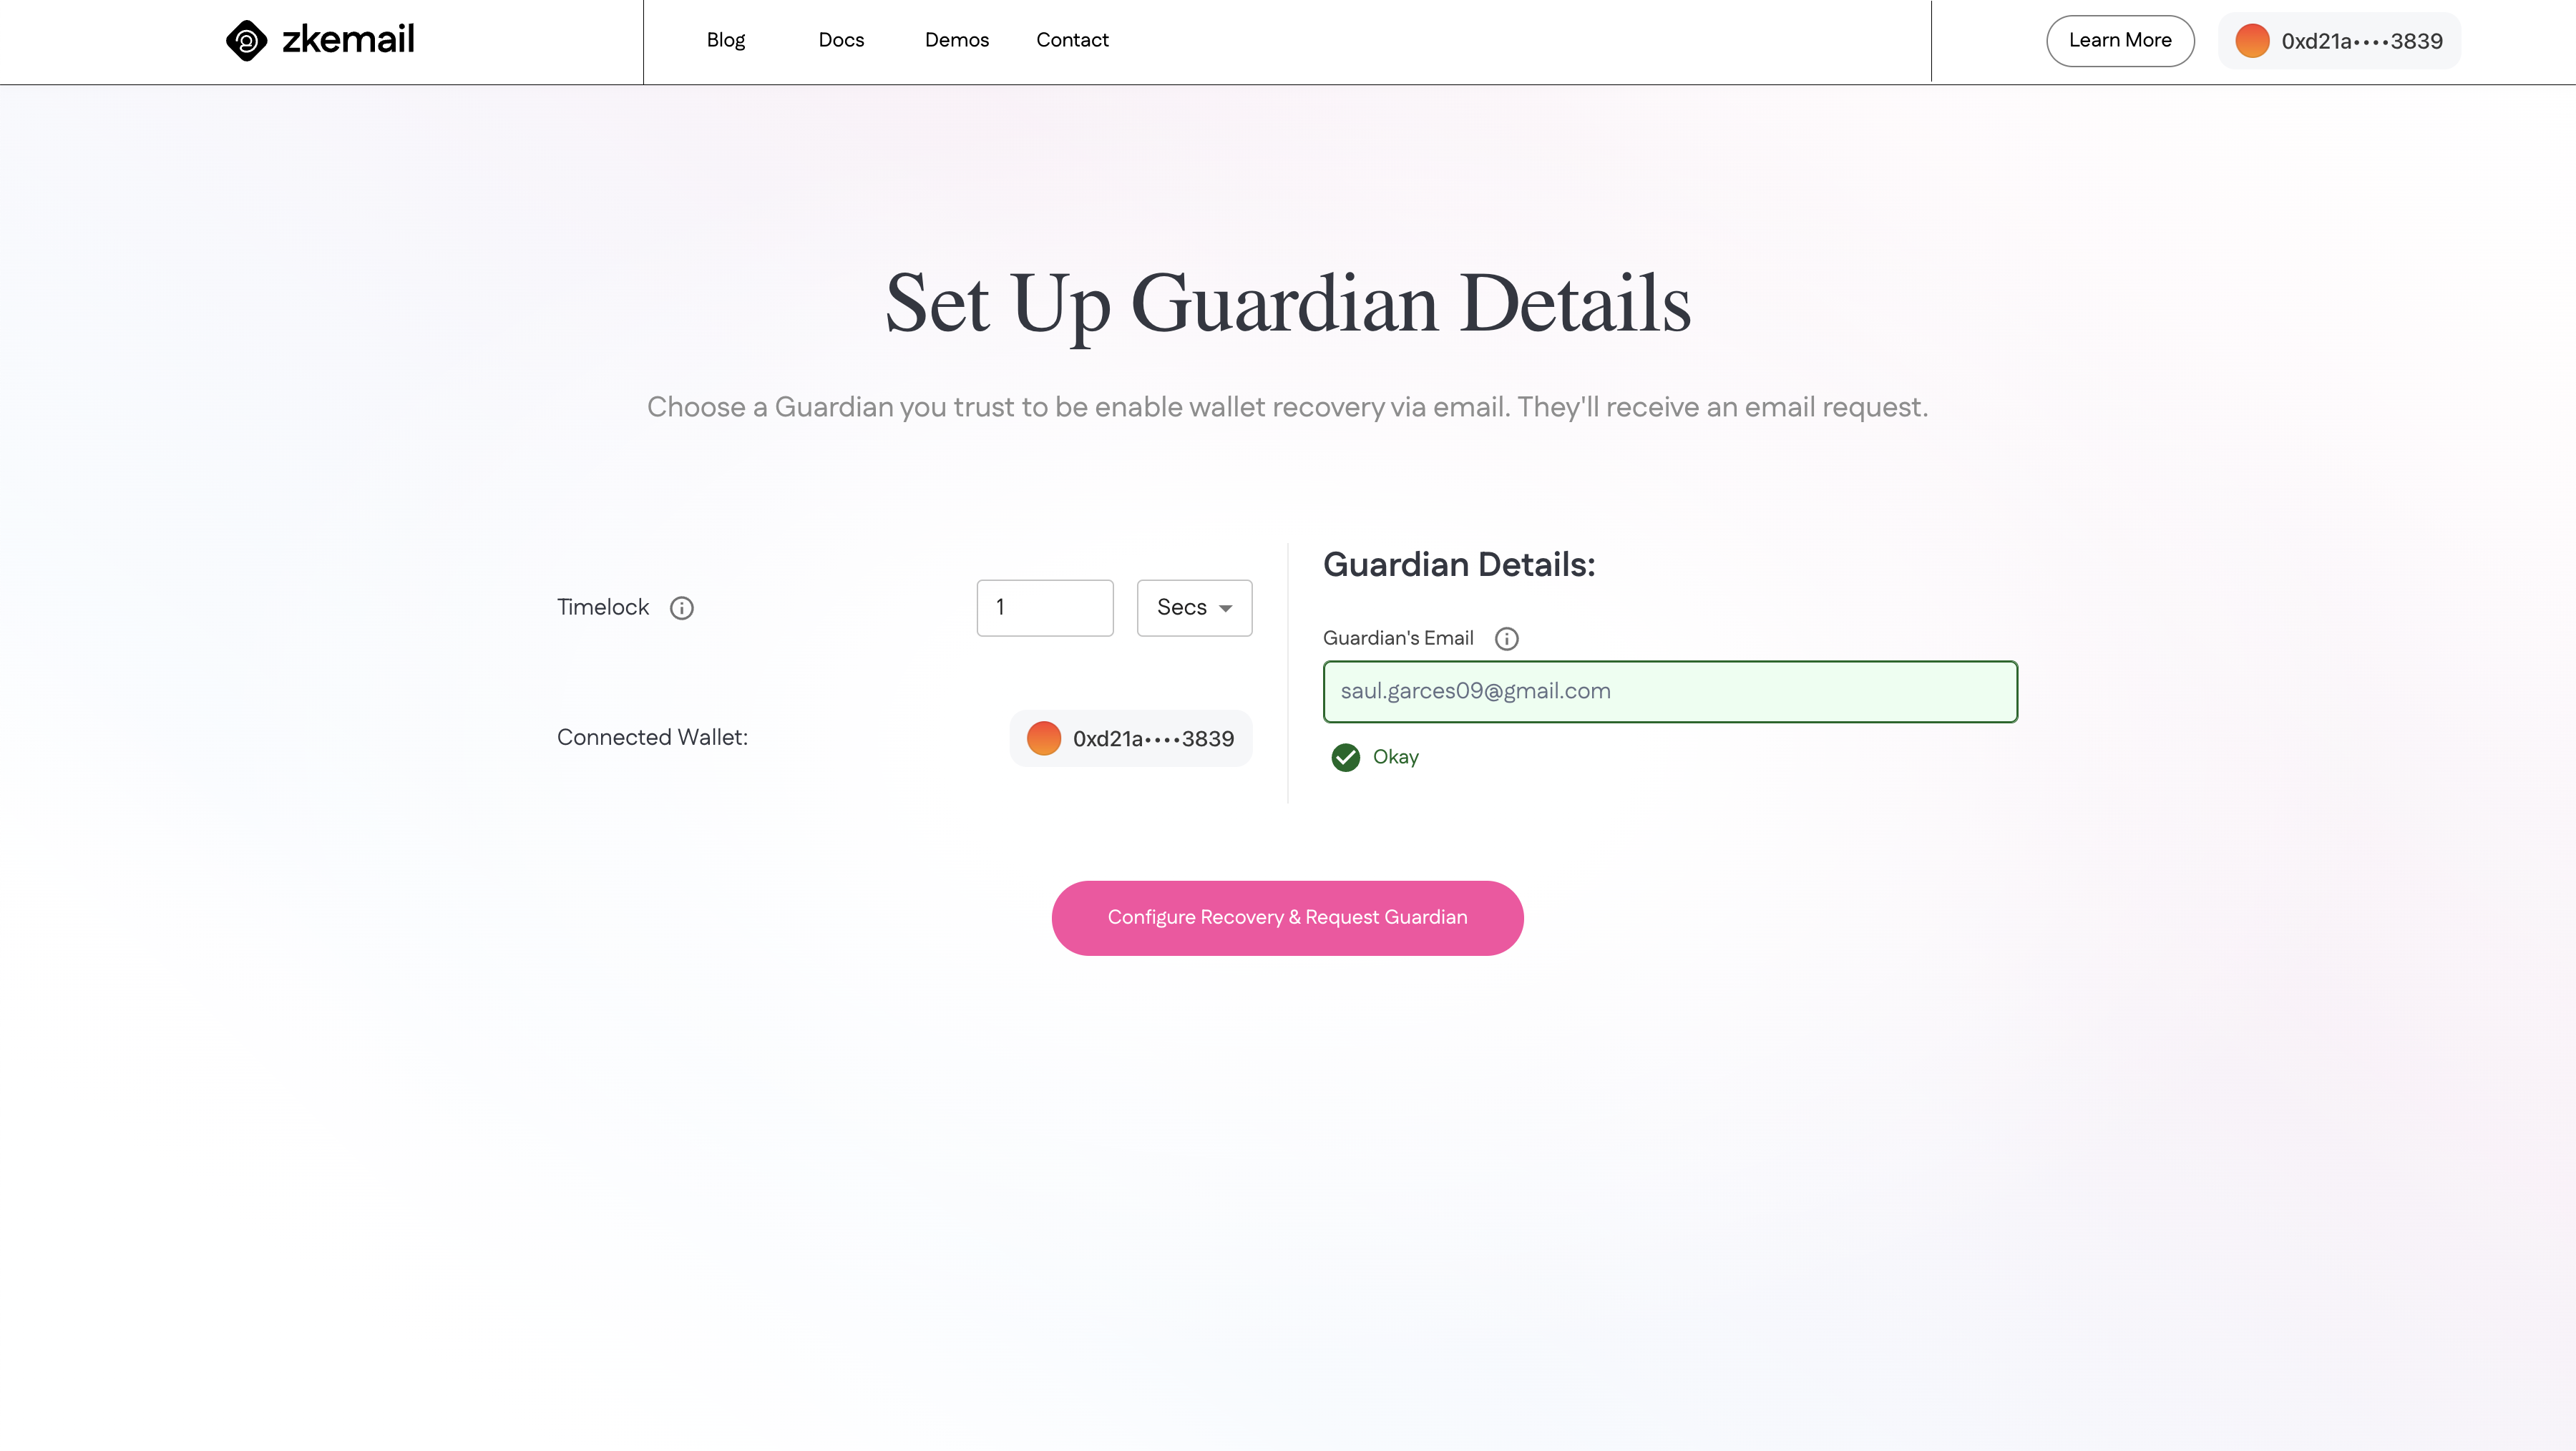 zkemail
Blog Docs Demos Contact
Learn More
0xd21a····3839
Set Up Guardian Details
Choose a Guardian you trust to be enable wallet recovery via email. They'll receive an email request.
Timelock
1
Secs
Connected Wallet:
0xd21a····3839
Guardian Details:
Guardian's Email
saul.garces09@gmail.com
Okay
Configure Recovery & Request Guardian